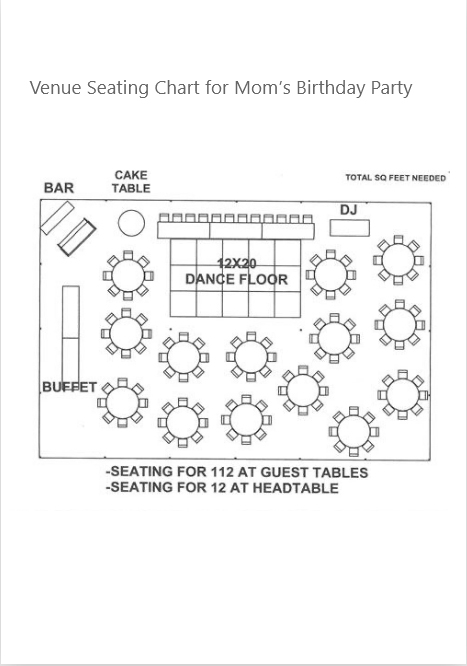 Venue Seating Chart for Mom’s Birthday Party
CAKE
TABLE
TOTAL SQ FEET NEEDED
BAR
DJ
12X20
DANCE FLOOR
BUFFET
-SEATING FOR 112 AT GUEST TABLES
-SEATING FOR 12 AT HEADTABLE